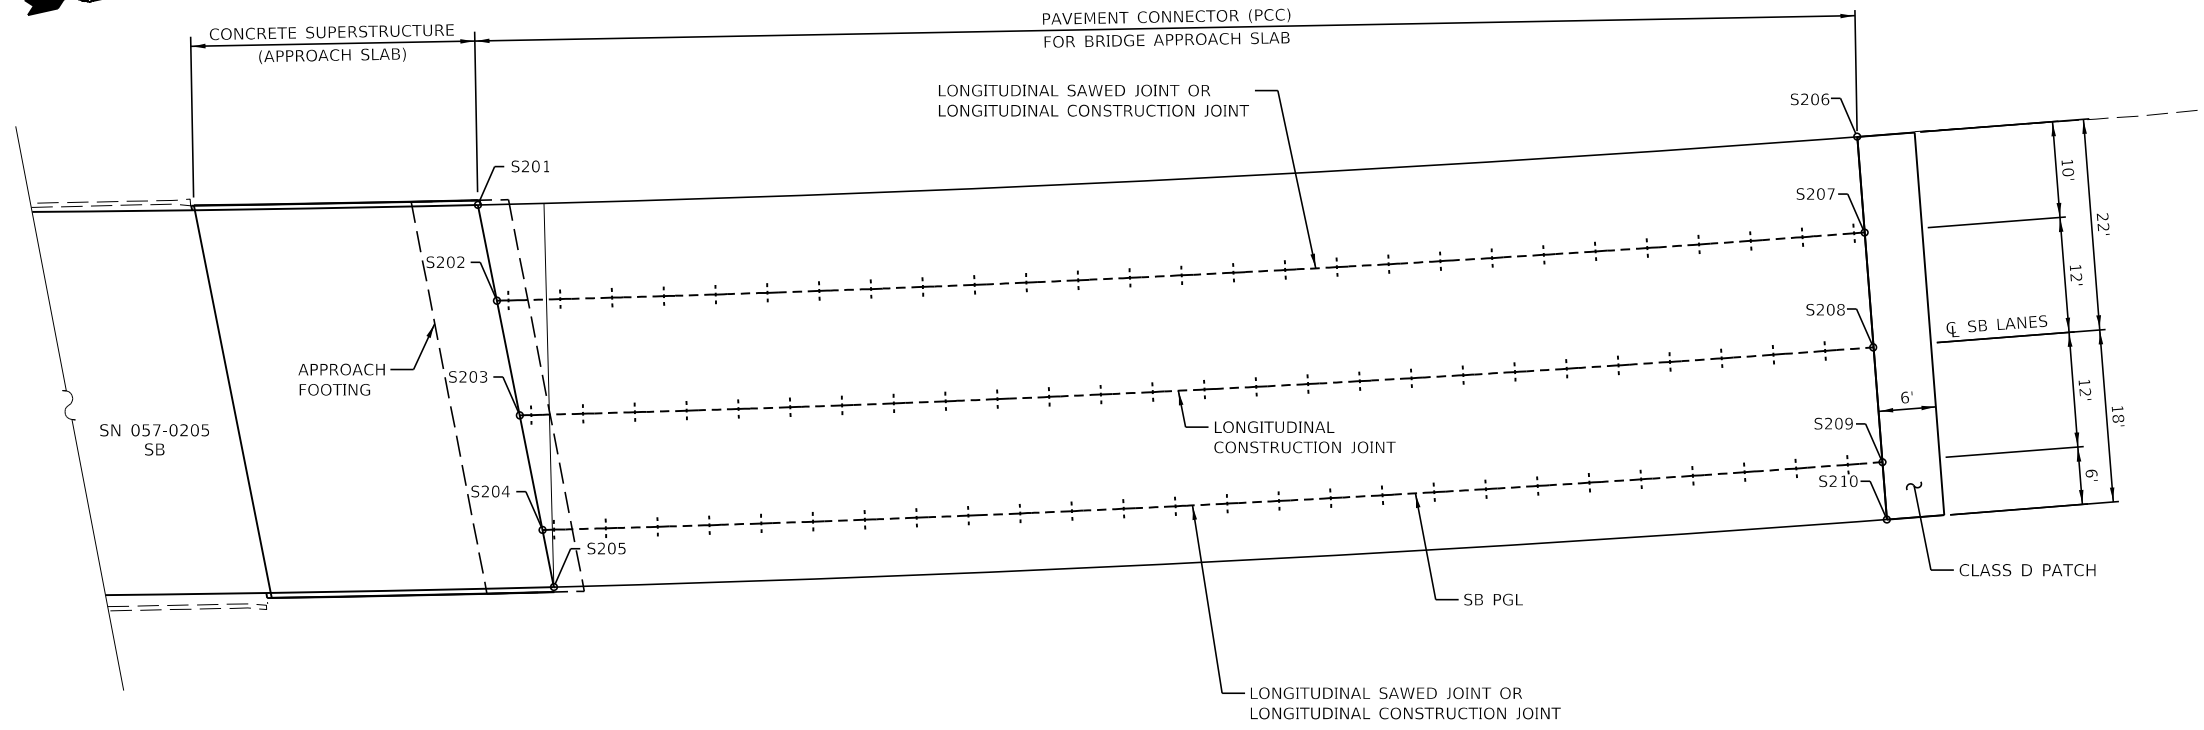 PAVEMENT CONNECTOR (PCC)
FOR BRIDGE APPROACH SLAB
CONCRETE SUPERSTRUCTURE
(APPROACH SLAB)
LONGITUDINAL SAWED JOINT OR
LONGITUDINAL CONSTRUCTION JOINT
S206
S201
10'
S207
22'
S202
12'
S208
℄ SB LANES
APPROACH
FOOTING
S203
12'
6'
18'
SN 057-0205
SB
LONGITUDINAL
CONSTRUCTION JOINT
S209
S204
S210
6'
S205
CLASS D PATCH
SB PGL
LONGITUDINAL SAWED JOINT OR
LONGITUDINAL CONSTRUCTION JOINT